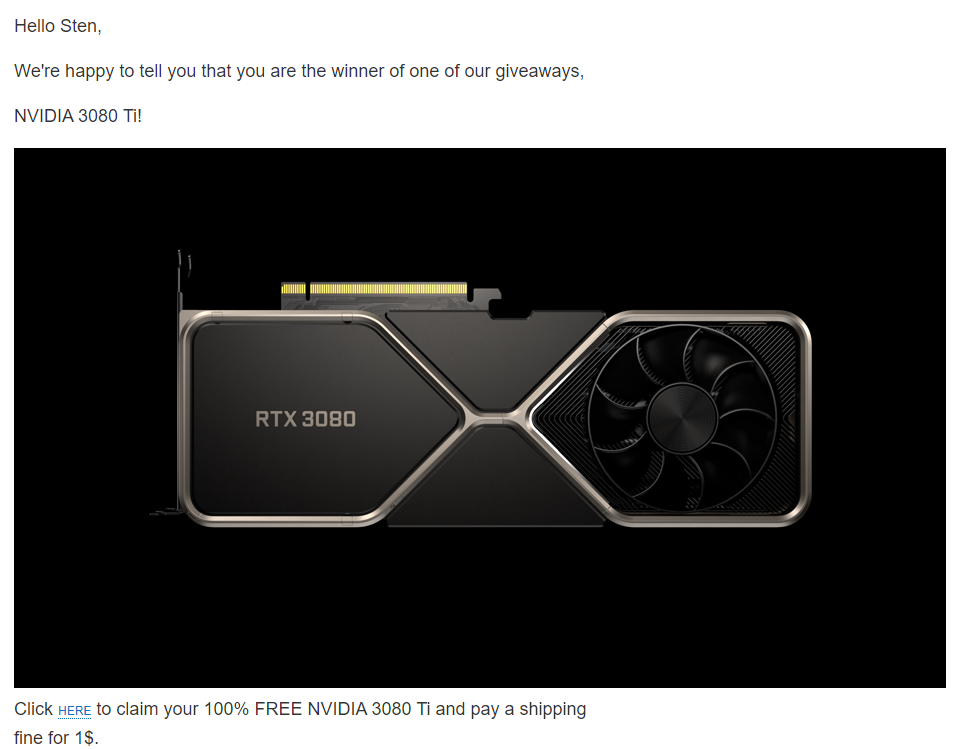 Hello Sten,
We're happy to tell you that you are the winner of one of our giveaways,
NVIDIA 3080 Ti!
RTX 3080
Click HERE to claim your 100% FREE NVIDIA 3080 Ti and pay a shipping
fine for 1$.